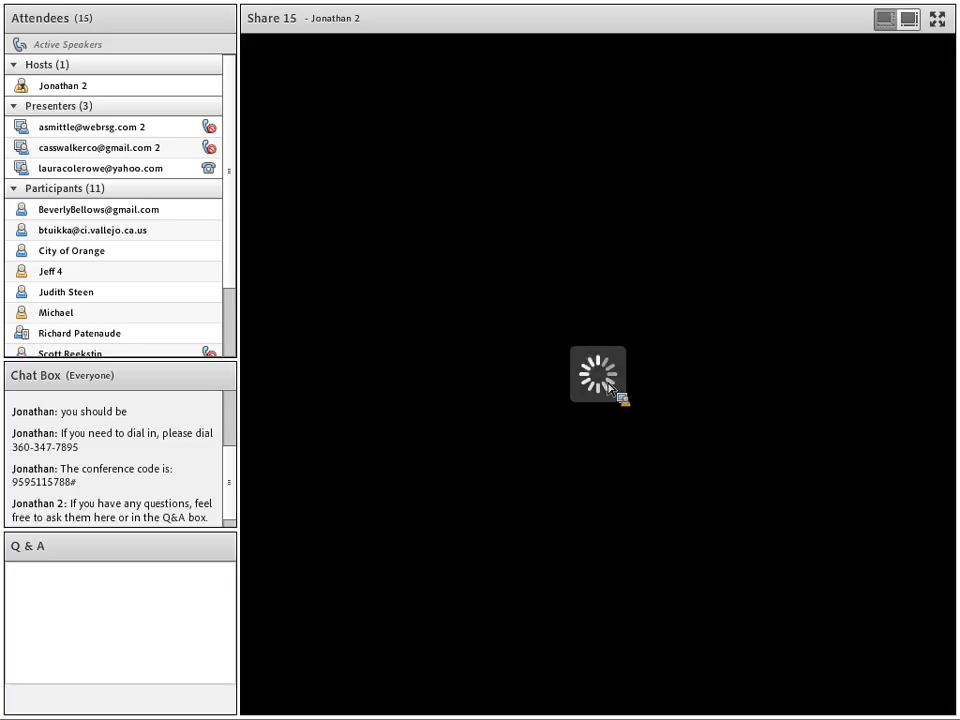 Attendees (15)
Active Speakers
Hosts (1)
Jonathan 2
Presenters (3)
asmittle@webrsg.com 2
casswalkerco@gmail.com 2
lauracolerowe@yahoo.com
Participants (11)
BeverlyBellows@gmail.com
btuikka@ci.vallejo.ca.us
City of Orange
Jeff 4
Judith Steen
Michael
Richard Patenaude
Scott Reekstin
Chat Box (Everyone)
Jonathan: you should be
Jonathan: If you need to dial in, please dial
360-347-7895
Jonathan: The conference code is:
9595115788#
Jonathan 2: If you have any questions, feel
free to ask them here or in the Q&A box.
Q & A
Share 15 - Jonathan 2